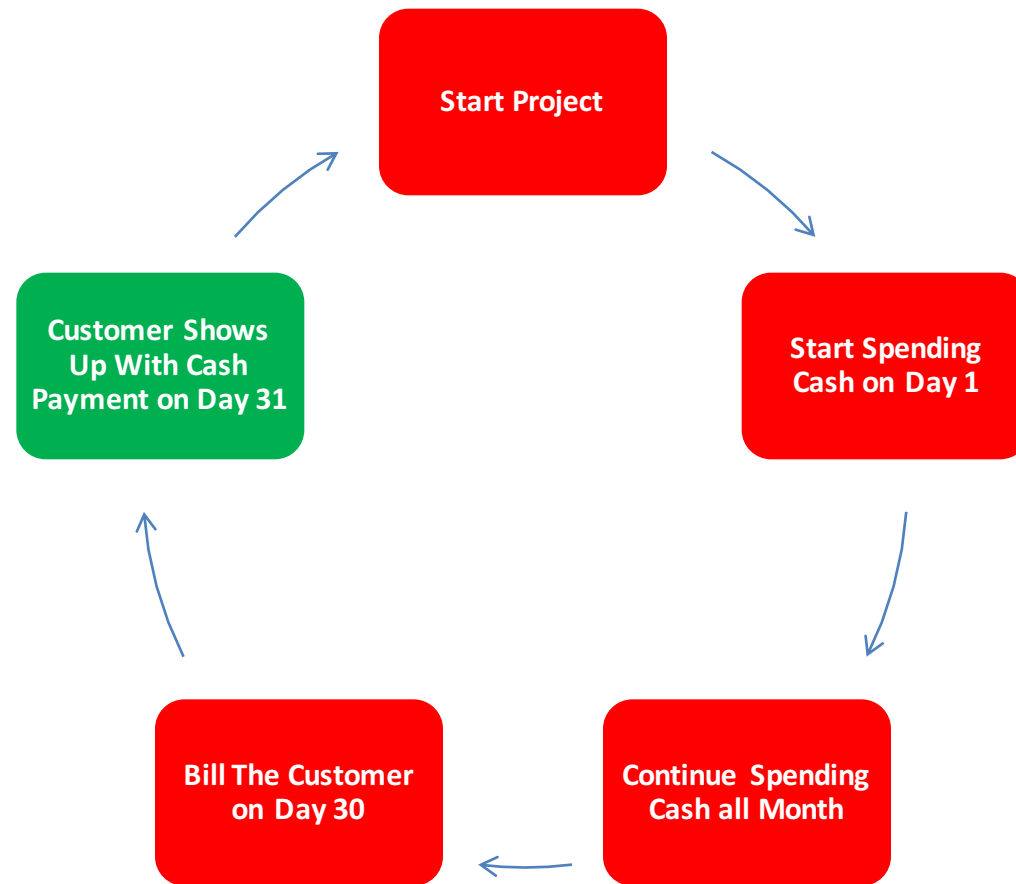 Start Project
Start Spending
Cash on Day 1
Continue Spending
Cash all Month
Bill The Customer
on Day 30
Customer Shows
Up With Cash
Payment on Day 31